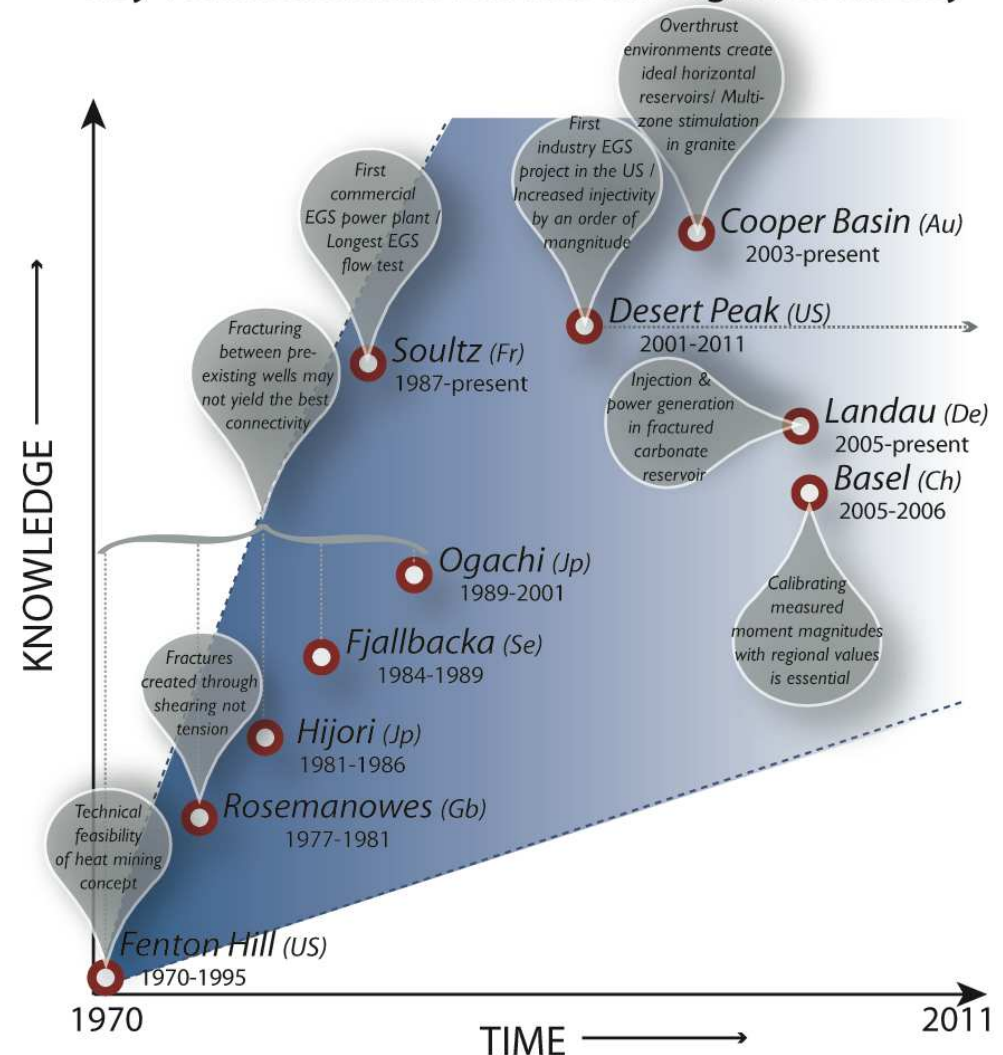 Overthrust
environments create
ideal horizontal
reservoirs/ Multi-
zone stimulation
in granite
First
industry EGS
project in the US /
Increased injectivity
by an order of
mangnitude
First
commercial
EGS power plant /
Longest EGS
flow test
Cooper Basin (Au)
2003-present
Desert Peak (US)
2001-2011
Fracturing
between pre-
existing wells may
not yield the best
connectivity
Soultz (Fr)
1987-present
Injection &
power generation
in fractured
carbonate
reservoir
Landau (De)
2005-present
Basel (Ch)
2005-2006
Ogachi (Jp)
1989-2001
Calibrating
measured
moment magnitudes
with regional values
is essential
Fjallbacka (Se)
1984-1989
Fractures
created through
shearing not
tension
Hijori (Jp)
1981-1986
Rosemanowes (Gb)
1977-1981
Technical
feasibility
of heat mining
concept
Fenton Hill (US)
1970-1995
KNOWLEDGE
1970
2011
TIME